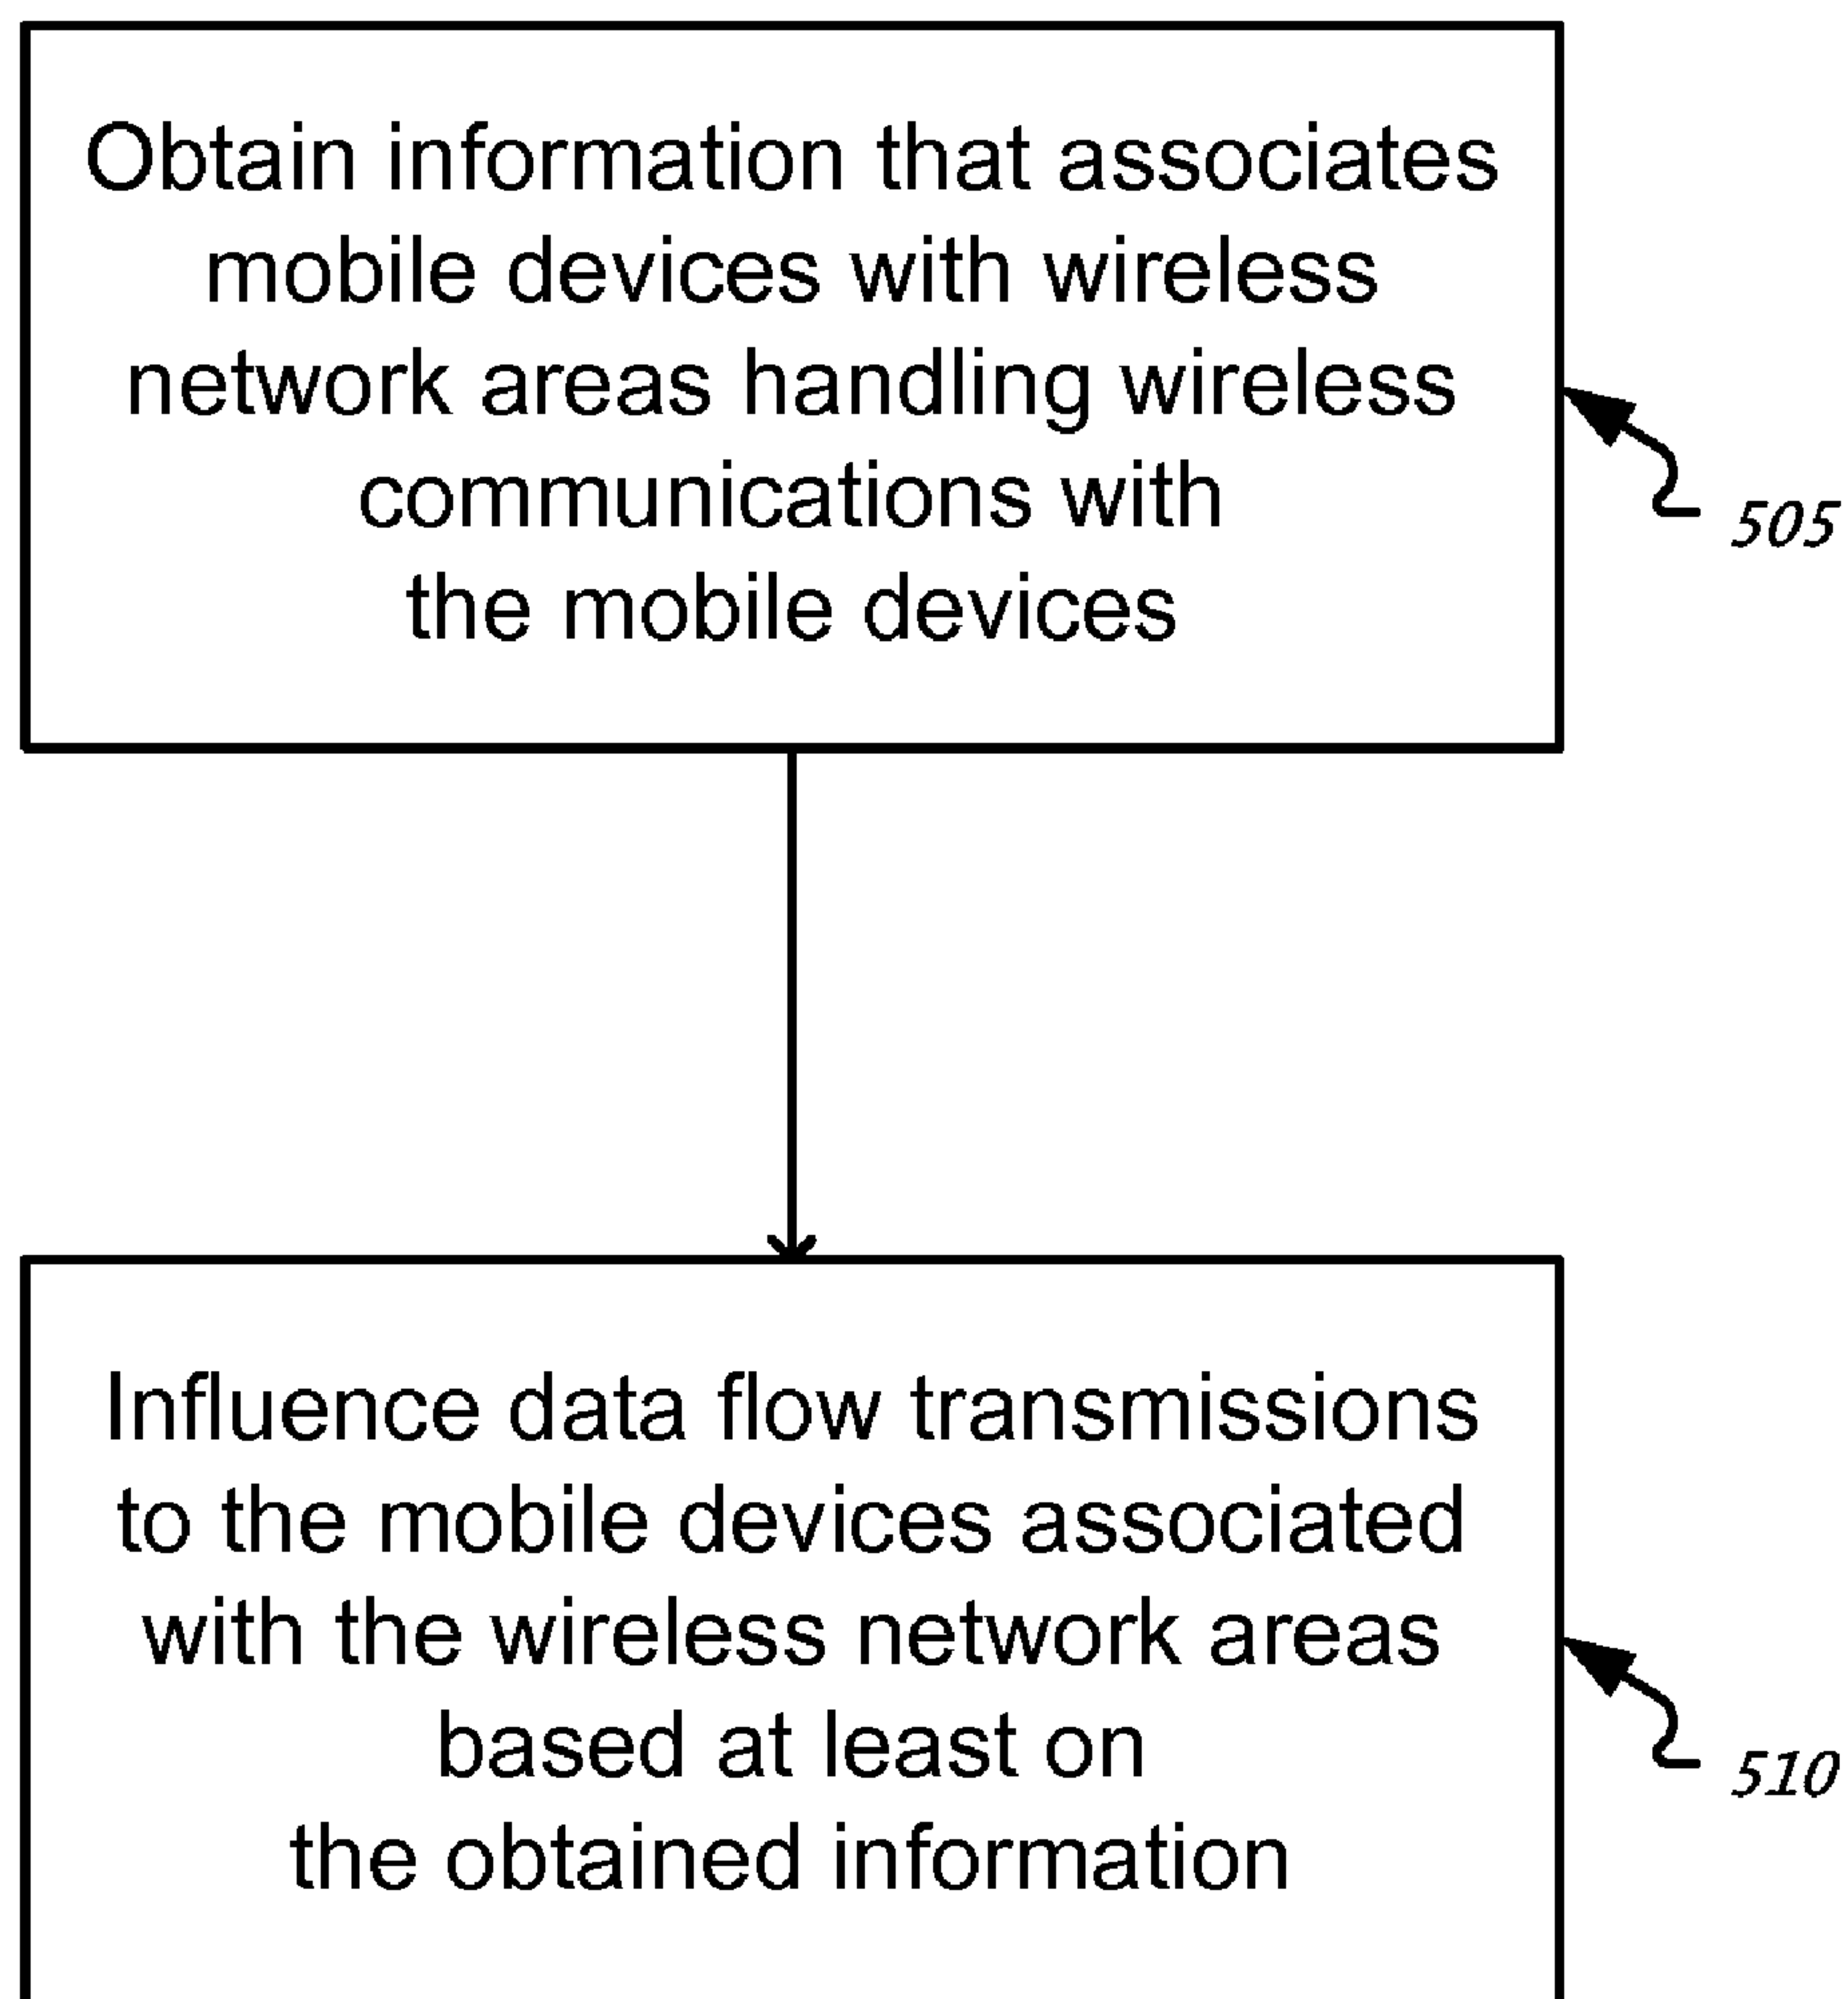 Obtain information that associates
mobile devices with wireless
network areas handling wireless
communications with
the mobile devices
505
Influence data flow transmissions
to the mobile devices associated
with the wireless network areas
based at least on
the obtained information
510